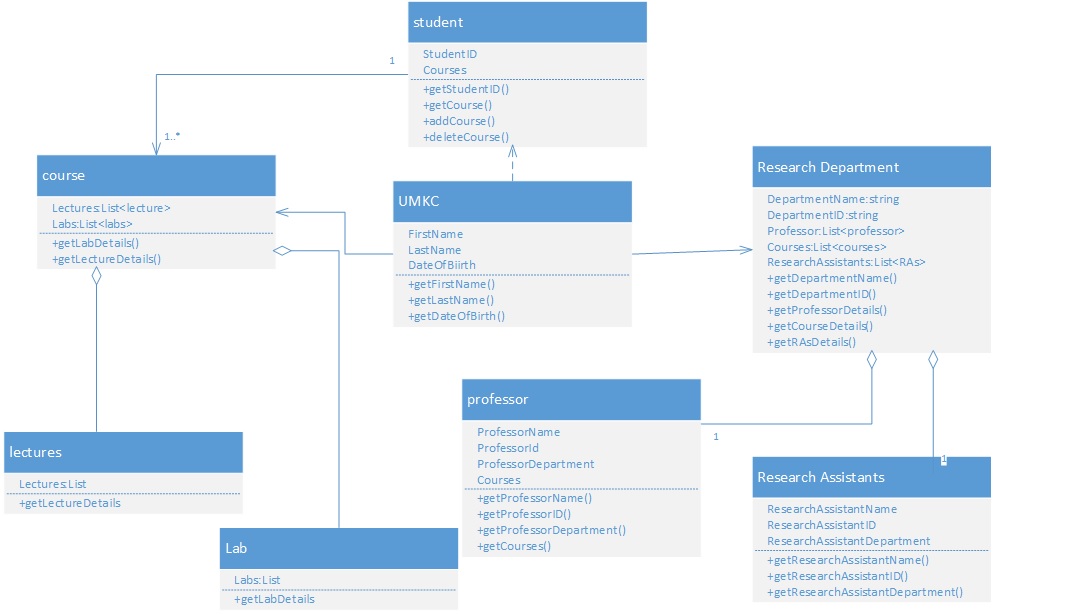 student
StudentID
Courses
+getStudentID()
+getCourse()
+addCourse()
+deleteCourse()
1
1..*
course
Lectures:List<lecture>
Labs:List<labs>
+getLabDetails()
+getLectureDetails()
UMKC
FirstName
LastName
DateOfBiirth
+getFirstName()
+getLastName()
+getDateOfBirth()
Research Department
DepartmentName:string
DepartmentID:string
Professor:List<professor>
Courses:List<courses>
ResearchAssistants:List<RAs>
+getDepartmentName()
+getDepartmentID()
+getProfessorDetails()
+getCourseDetails()
+getRAsDetails()
lectures
Lectures:List
+getLectureDetails
Lab
Labs:List
+getLabDetails
professor
ProfessorName
ProfessorId
ProfessorDepartment
Courses
+getProfessorName()
+getProfessorID()
+getProfessorDepartment()
+getCourses()
1
1
Research Assistants
ResearchAssistantName
ResearchAssistantID
ResearchAssistantDepartment
+getResearchAssistantName()
+getResearchAssistantID()
+getResearchAssistantDepartment()